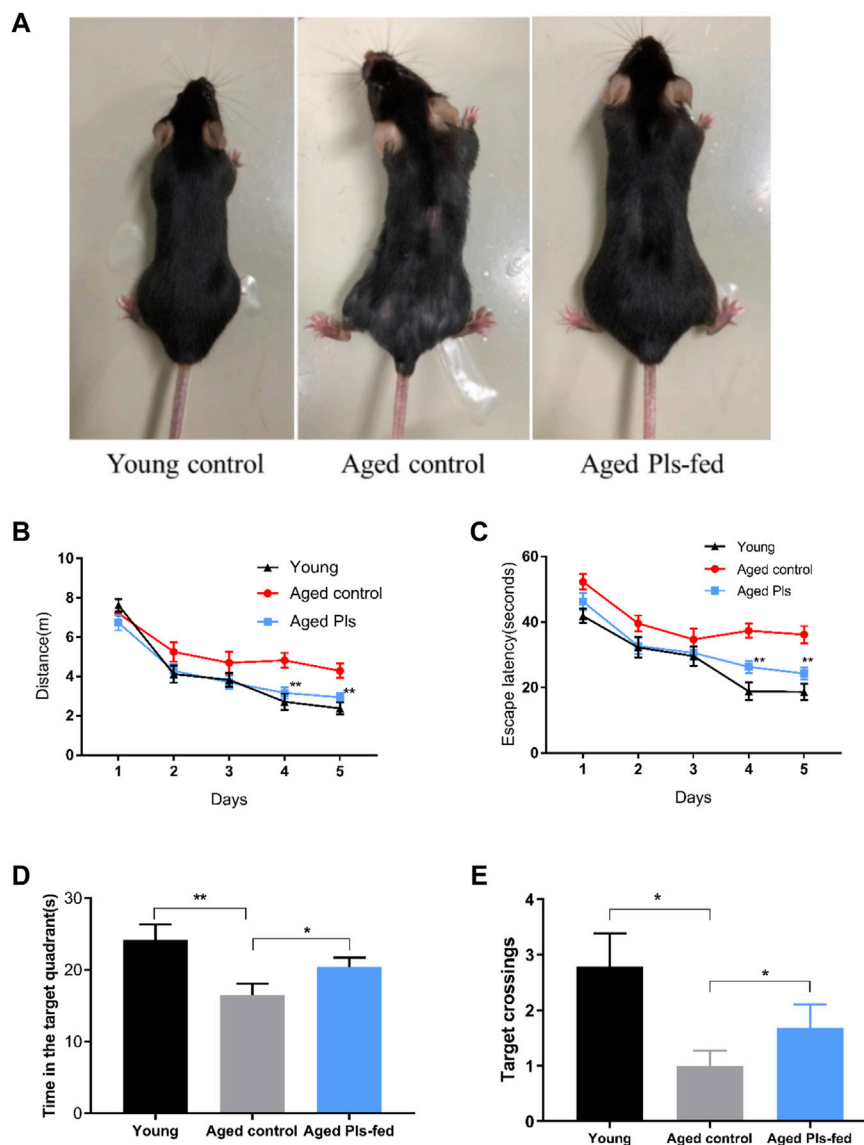 A
Young control
Aged control
Aged Pls-fed
B
Distance(m)
10
8
6
4
2
0
Young
Aged control
Aged Pls
**
**
1 2 3 4 5
Days
C
Escape latency(seconds)
60
40
20
0
Young
Aged control
Aged Pls
**
**
1 2 3 4 5
Days
D
Time in the target quadrant(s)
30
20
10
0
**
*
Young Aged control Aged Pls-fed
E
Target crossings
4
3
2
1
0
*
*
Young Aged control Aged Pls-fed